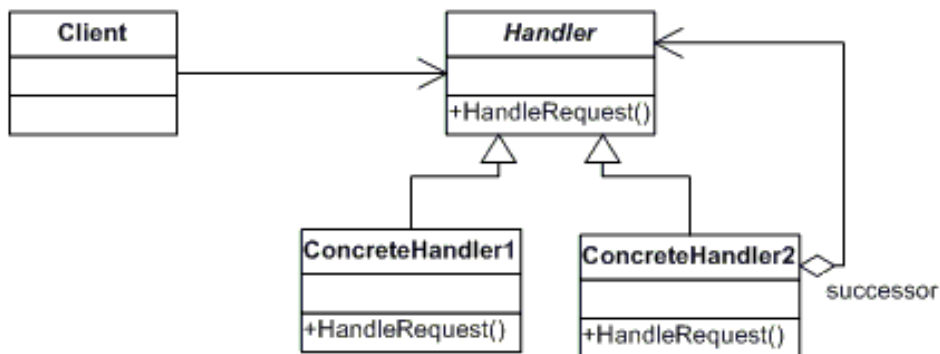 Client
Handler
+HandleRequest()
ConcreteHandler1
+HandleRequest()
ConcreteHandler2
successor
+HandleRequest()